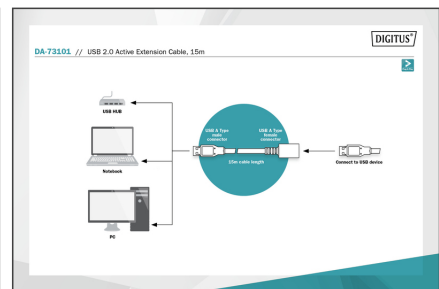 DIGITUS®
DA-73101 // USB 2.0 Active Extension Cable, 15m
USB HUB
Notebook
PC
USB A Type
male
connector
USB A Type
female
connector
15m cable length
Connect to USB device